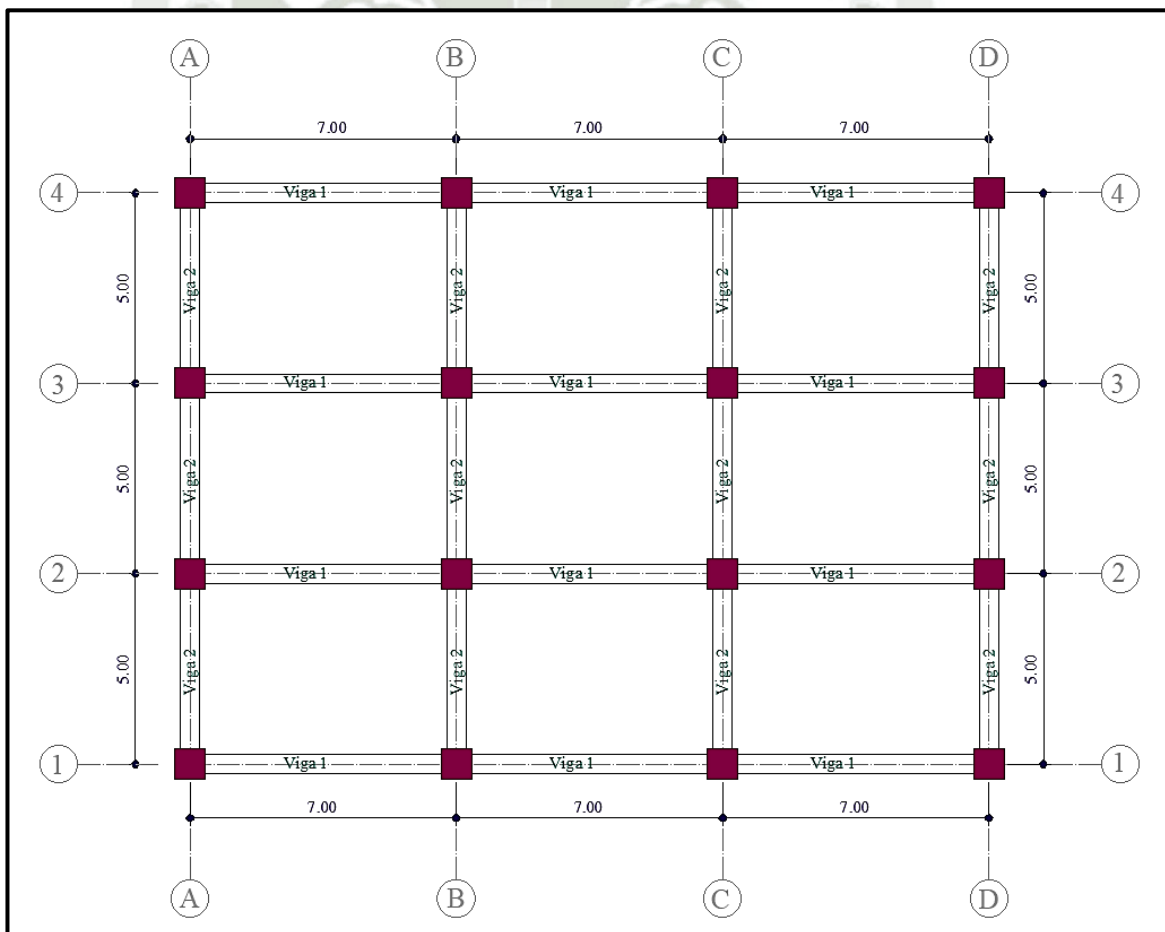 A B C D
7.00 7.00 7.00
4 Viga 1 Viga 1 Viga 1 4
5.00 Viga 2 Viga 2 Viga 2 Viga 2 5.00
3 Viga 1 Viga 1 Viga 1 3
5.00 Viga 2 Viga 2 Viga 2 Viga 2 5.00
2 Viga 1 Viga 1 Viga 1 2
5.00 Viga 2 Viga 2 Viga 2 Viga 2 5.00
1 Viga 1 Viga 1 Viga 1 1
7.00 7.00 7.00
A B C D